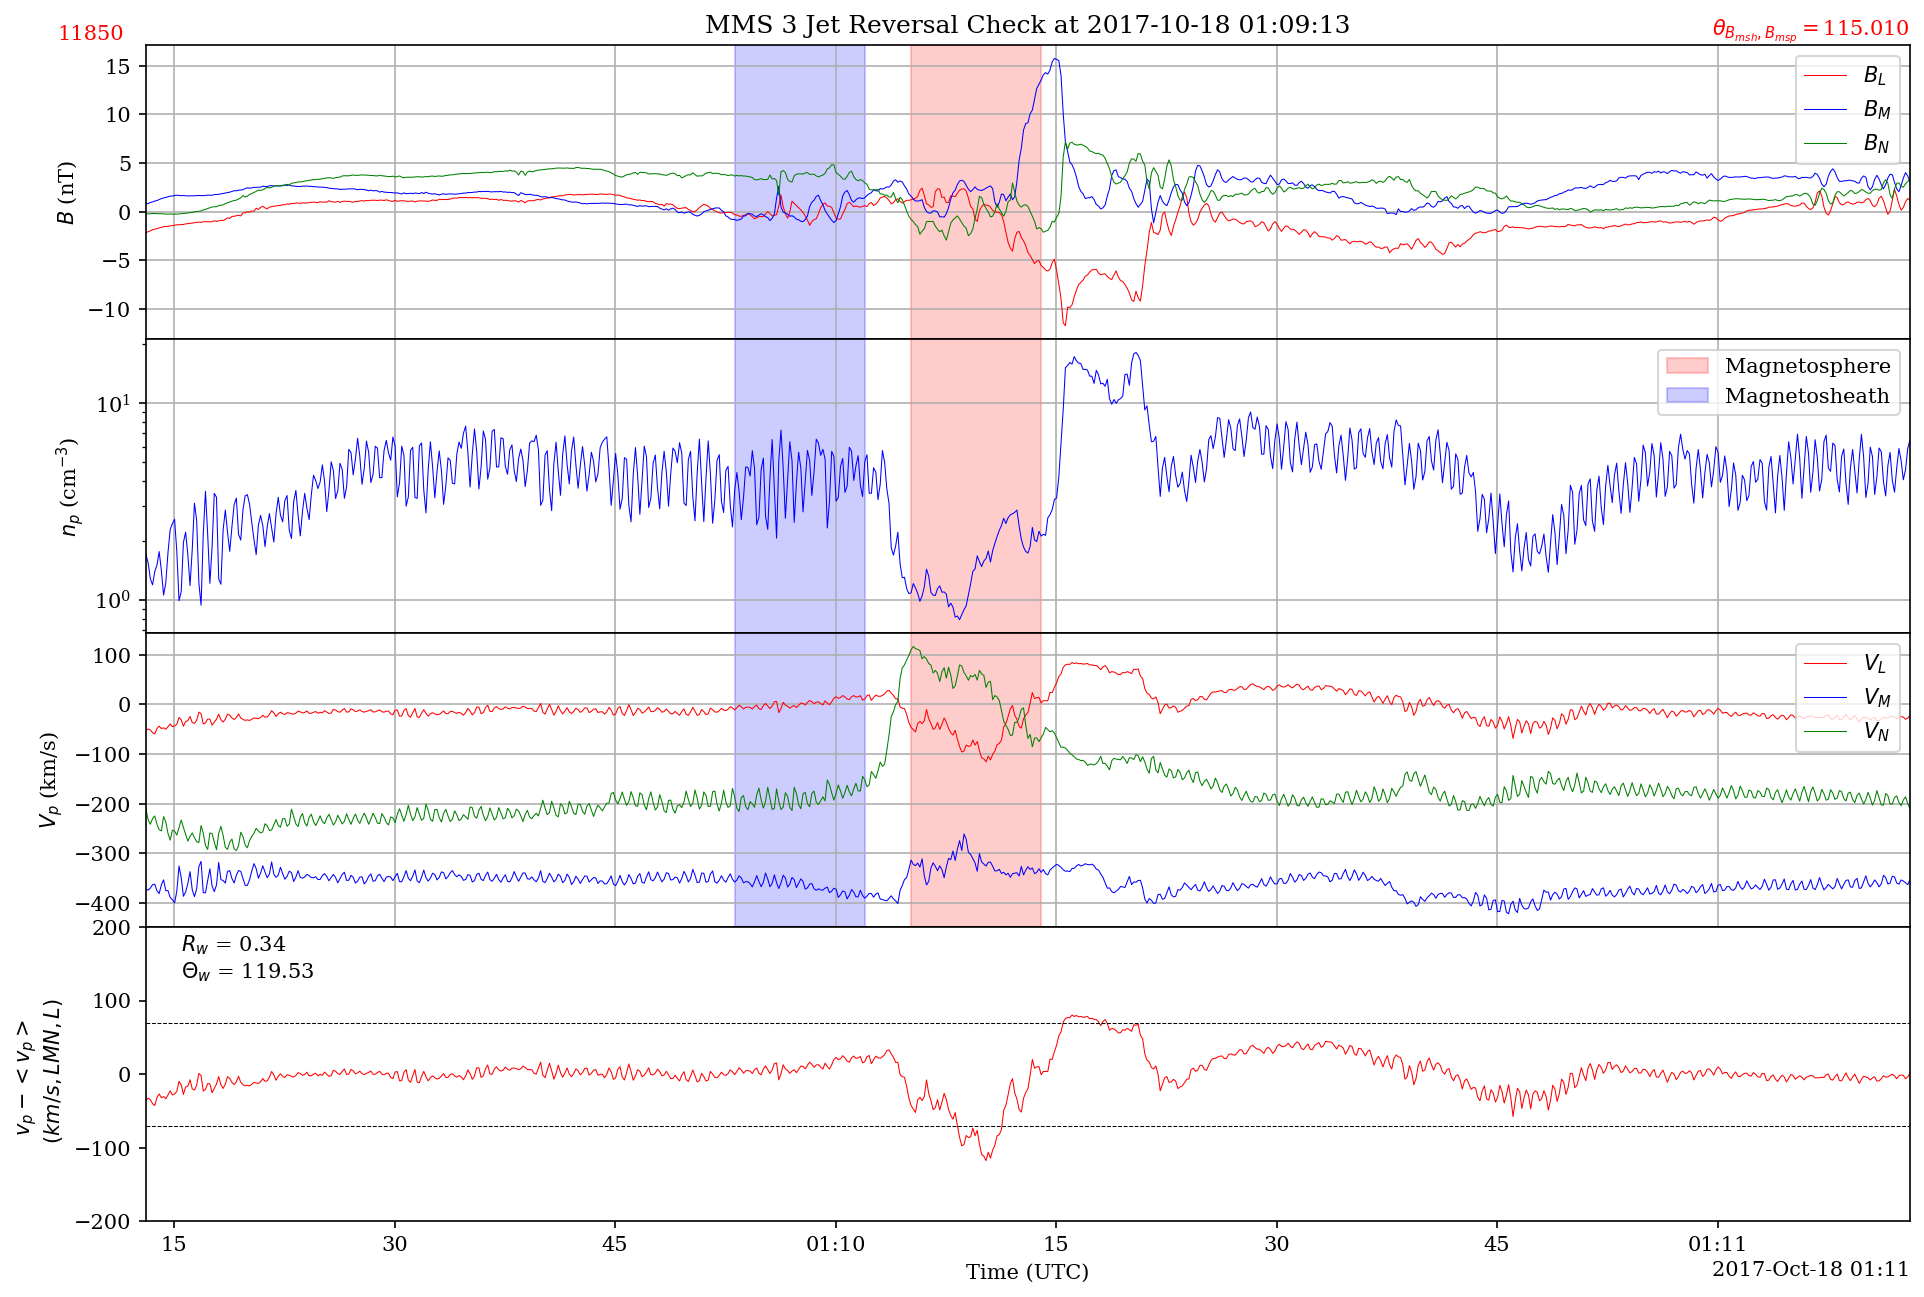 MMS 3 Jet Reversal Check at 2017-10-18 01:09:13
11850
θ_{B_{msh}, B_{msp}} = 115.010
15
10
5
0
−5
−10
B (nT)
B_L
B_M
B_N
10^1
10^0
n_p (cm^{−3})
Magnetosphere
Magnetosheath
100
0
−100
−200
−300
−400
V_p (km/s)
V_L
V_M
V_N
200
100
0
−100
−200
v_p − < v_p >
(km/s, LMN, L)
R_w = 0.34
Θ_w = 119.53
15 30 45 01:10 15 30 45 01:11
Time (UTC)
2017-Oct-18 01:11